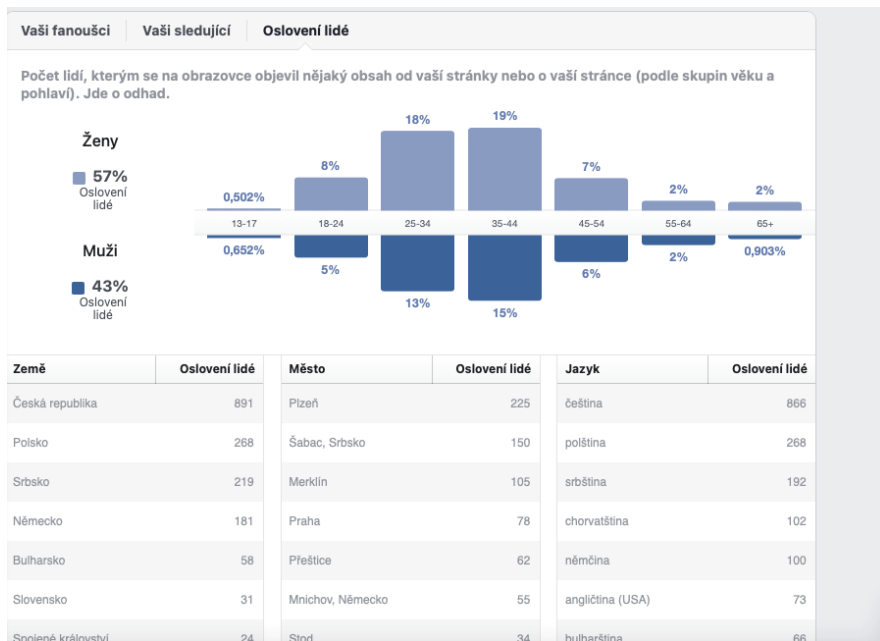 Vaši fanoušci Vaši sledující Oslovení lidé
Počet lidí, kterým se na obrazovce objevil nějaký obsah od vaší stránky nebo o vaší stránce (podle skupin věku a
pohlaví). Jde o odhad.
Ženy
57%
Oslovení
lidé
0,502% 8% 18% 19% 7% 2% 2%
13-17 18-24 25-34 35-44 45-54 55-64 65+
0,652% 5% 13% 15% 6% 2% 0,903%
Muži
43%
Oslovení
lidé
Země Oslovení lidé Město Oslovení lidé Jazyk Oslovení lidé
Česká republika 891 Plzeň 225 čeština 866
Polsko 268 Šabac, Srbsko 150 polština 268
Srbsko 219 Merklín 105 srbština 192
Německo 181 Praha 78 chorvatština 102
Bulharsko 58 Přeštice 62 němčina 100
Slovensko 31 Mnichov, Německo 55 angličtina (USA) 73
Spojené království 24 Stod 34 bulharština 66